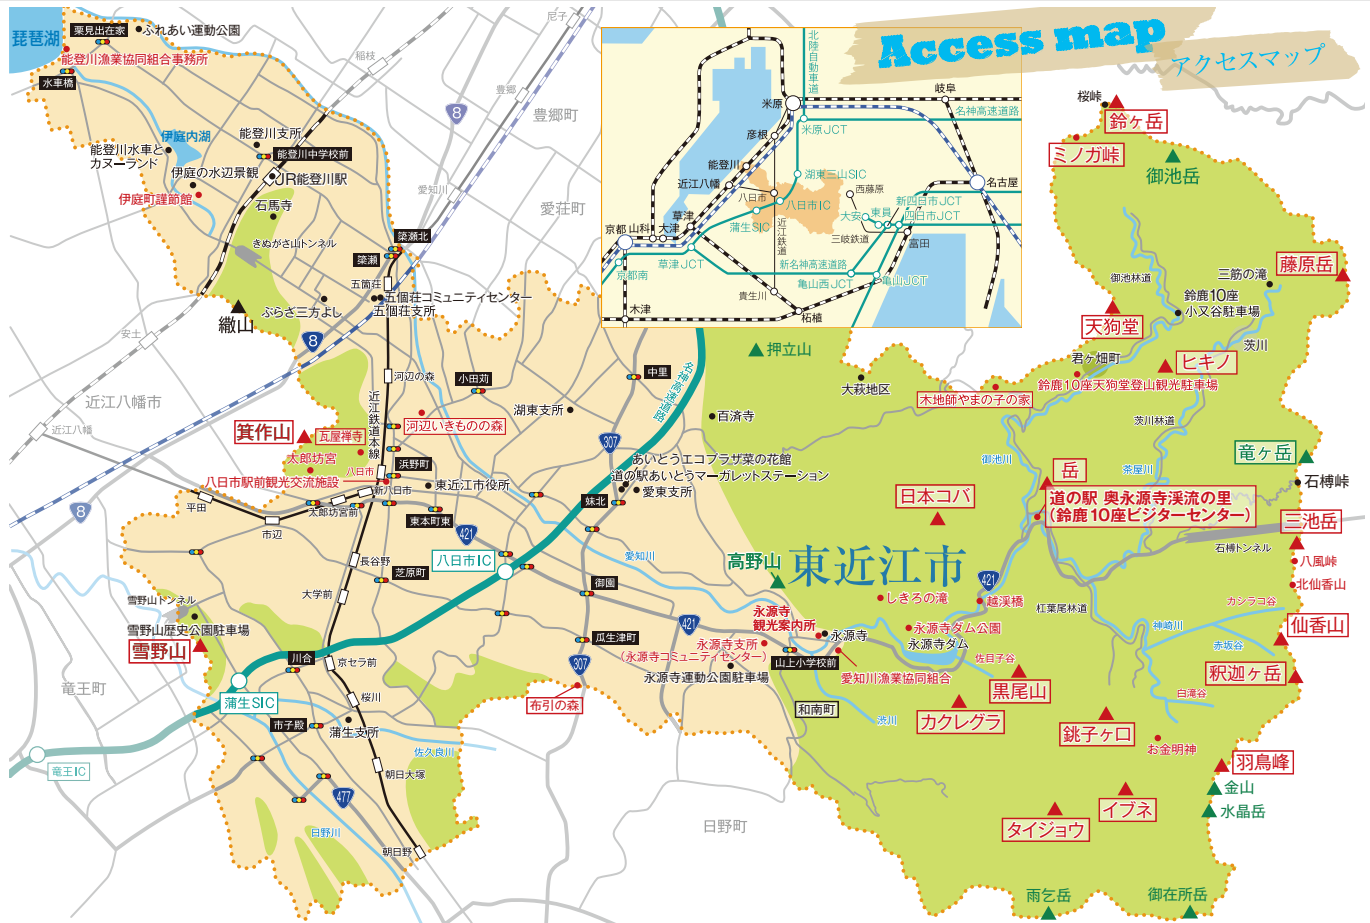 Access map
アクセスマップ
琵琶湖
栗見出在家
ふれあい運動公園
能登川漁業協同組合事務所
水車橋
伊庭内湖
能登川水車と
カヌーランド
能登川支所
能登川中学校前
伊庭の水辺景観
JR能登川駅
伊庭町謹節館
石馬寺
きぬがさ山トンネル
簗瀬北
簗瀬
五箇荘
五個荘コミュニティセンター
五個荘支所
ぶらざ三方よし
繖山
尼子
稲枝
豊郷
豊郷町
8
愛知川
愛荘町
8
安土
近江八幡市
近江八幡
8
河辺の森
小田苅
中里
名神高速道路
近江鉄道本線
湖東支所
河辺いきものの森
箕作山
瓦屋禅寺
太郎坊宮
八日市駅前観光交流施設
八日市
浜野町
新八日市
太郎坊宮前
東近江市役所
平田
市辺
東本町東
421
307
あいとうエコプラザ菜の花館
道の駅あいとうマーガレットステーション
愛東支所
妹北
百済寺
押立山
八日市IC
長谷野
芝原町
大学前
愛知川
御園
瓜生津町
307
421
雪野山トンネル
雪野山歴史公園駐車場
雪野山
川合
京セラ前
竜王町
蒲生SIC
竜王IC
桜川
市子殿
蒲生支所
朝日大塚
佐久良川
477
日野川
朝日野
布引の森
日野町
永源寺支所
(永源寺コミュニティセンター)
永源寺運動公園駐車場
永源寺
観光案内所
永源寺
山上小学校前
愛知川漁業協同組合
和南町
渋川
高野山
東近江市
日本コバ
しきろの滝
永源寺ダム公園
永源寺ダム
越渓橋
421
佐目子谷
黒尾山
カクレグラ
銚子ヶ口
お金明神
イブネ
タイジョウ
雨乞岳
御在所岳
水晶岳
金山
羽鳥峰
白滝谷
釈迦ヶ岳
赤坂谷
仙香山
カシラコ谷
神崎川
北仙香山
八風峠
三池岳
石榑トンネル
石榑峠
竜ヶ岳
杠葉尾林道
道の駅 奥永源寺渓流の里
(鈴鹿10座ビジターセンター)
岳
茶屋川
御池川
茨川林道
木地師やまの子の家
大萩地区
君ヶ畑町
鈴鹿10座天狗堂登山観光駐車場
ヒキノ
茨川
天狗堂
鈴鹿10座
小又谷駐車場
三筋の滝
御池林道
藤原岳
御池岳
ミノガ峠
鈴ヶ岳
桜峠
北陸自動車道
米原
岐阜
名神高速道路
米原JCT
彦根
能登川
湖東三山SIC
近江八幡
八日市
八日市IC
西藤原
名古屋
新四日市JCT
大安
東員
四日市JCT
草津
大津
山科
京都
蒲生SIC
近江鉄道
三岐鉄道
富田
京都南
草津JCT
新名神高速道路
亀山西JCT
亀山JCT
貴生川
木津
柘植